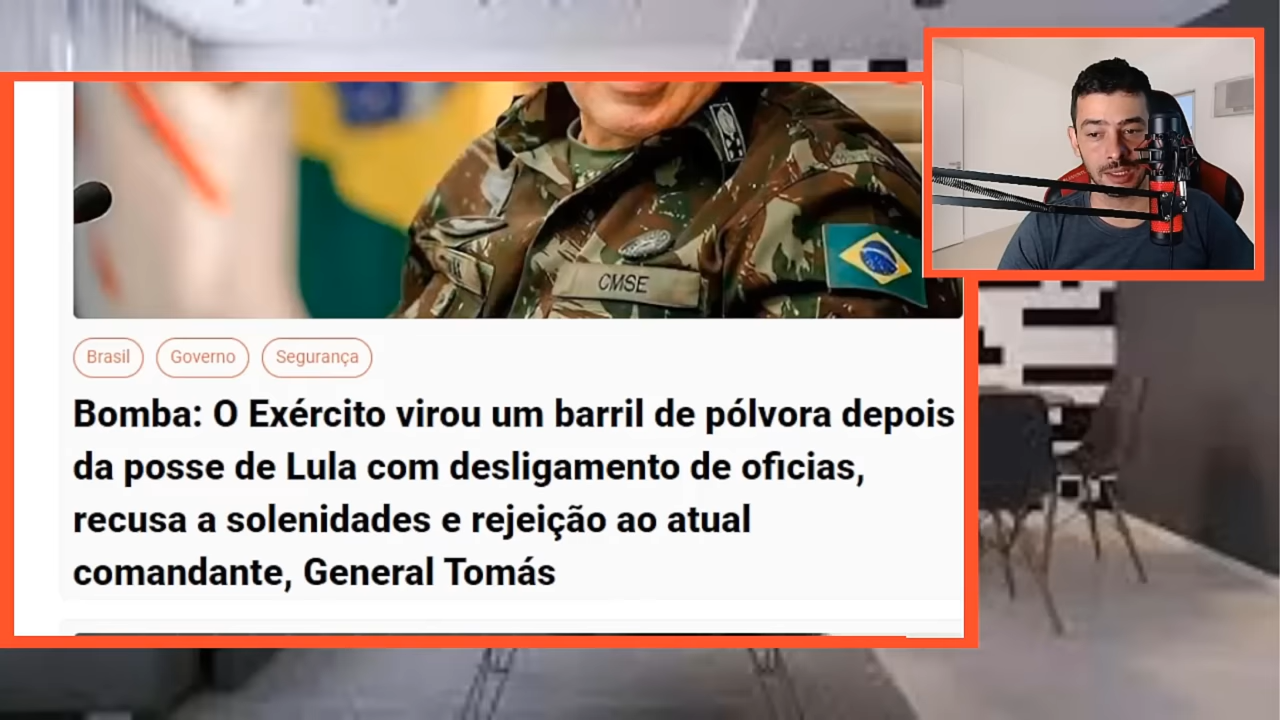 CMSE
Brasil
Governo
Segurança
Bomba: O Exército virou um barril de pólvora depois
da posse de Lula com desligamento de oficias,
recusa a solenidades e rejeição ao atual
comandante, General Tomás